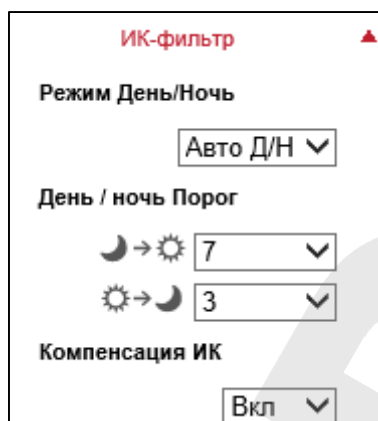 ИК-фильтр
Режим День/Ночь
Авто Д/Н
День / ночь Порог
7
3
Компенсация ИК
Вкл